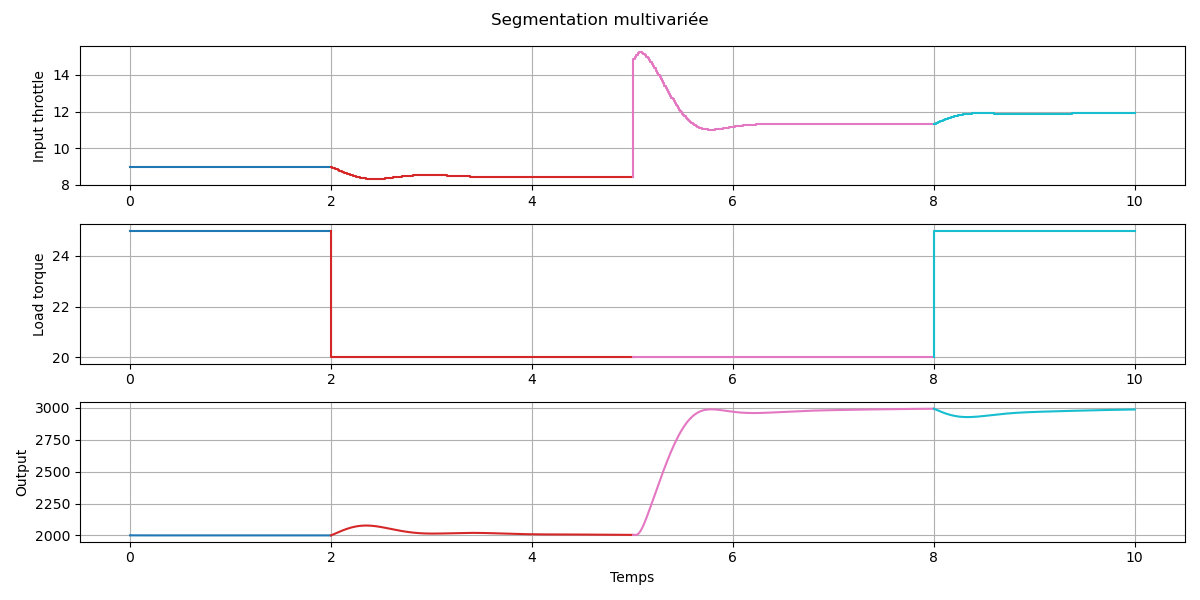 Segmentation multivariée
Input throttle
14
12
10
8
0 2 4 6 8 10
Load torque
24
22
20
0 2 4 6 8 10
Output
3000
2750
2500
2250
2000
0 2 4 6 8 10
Temps